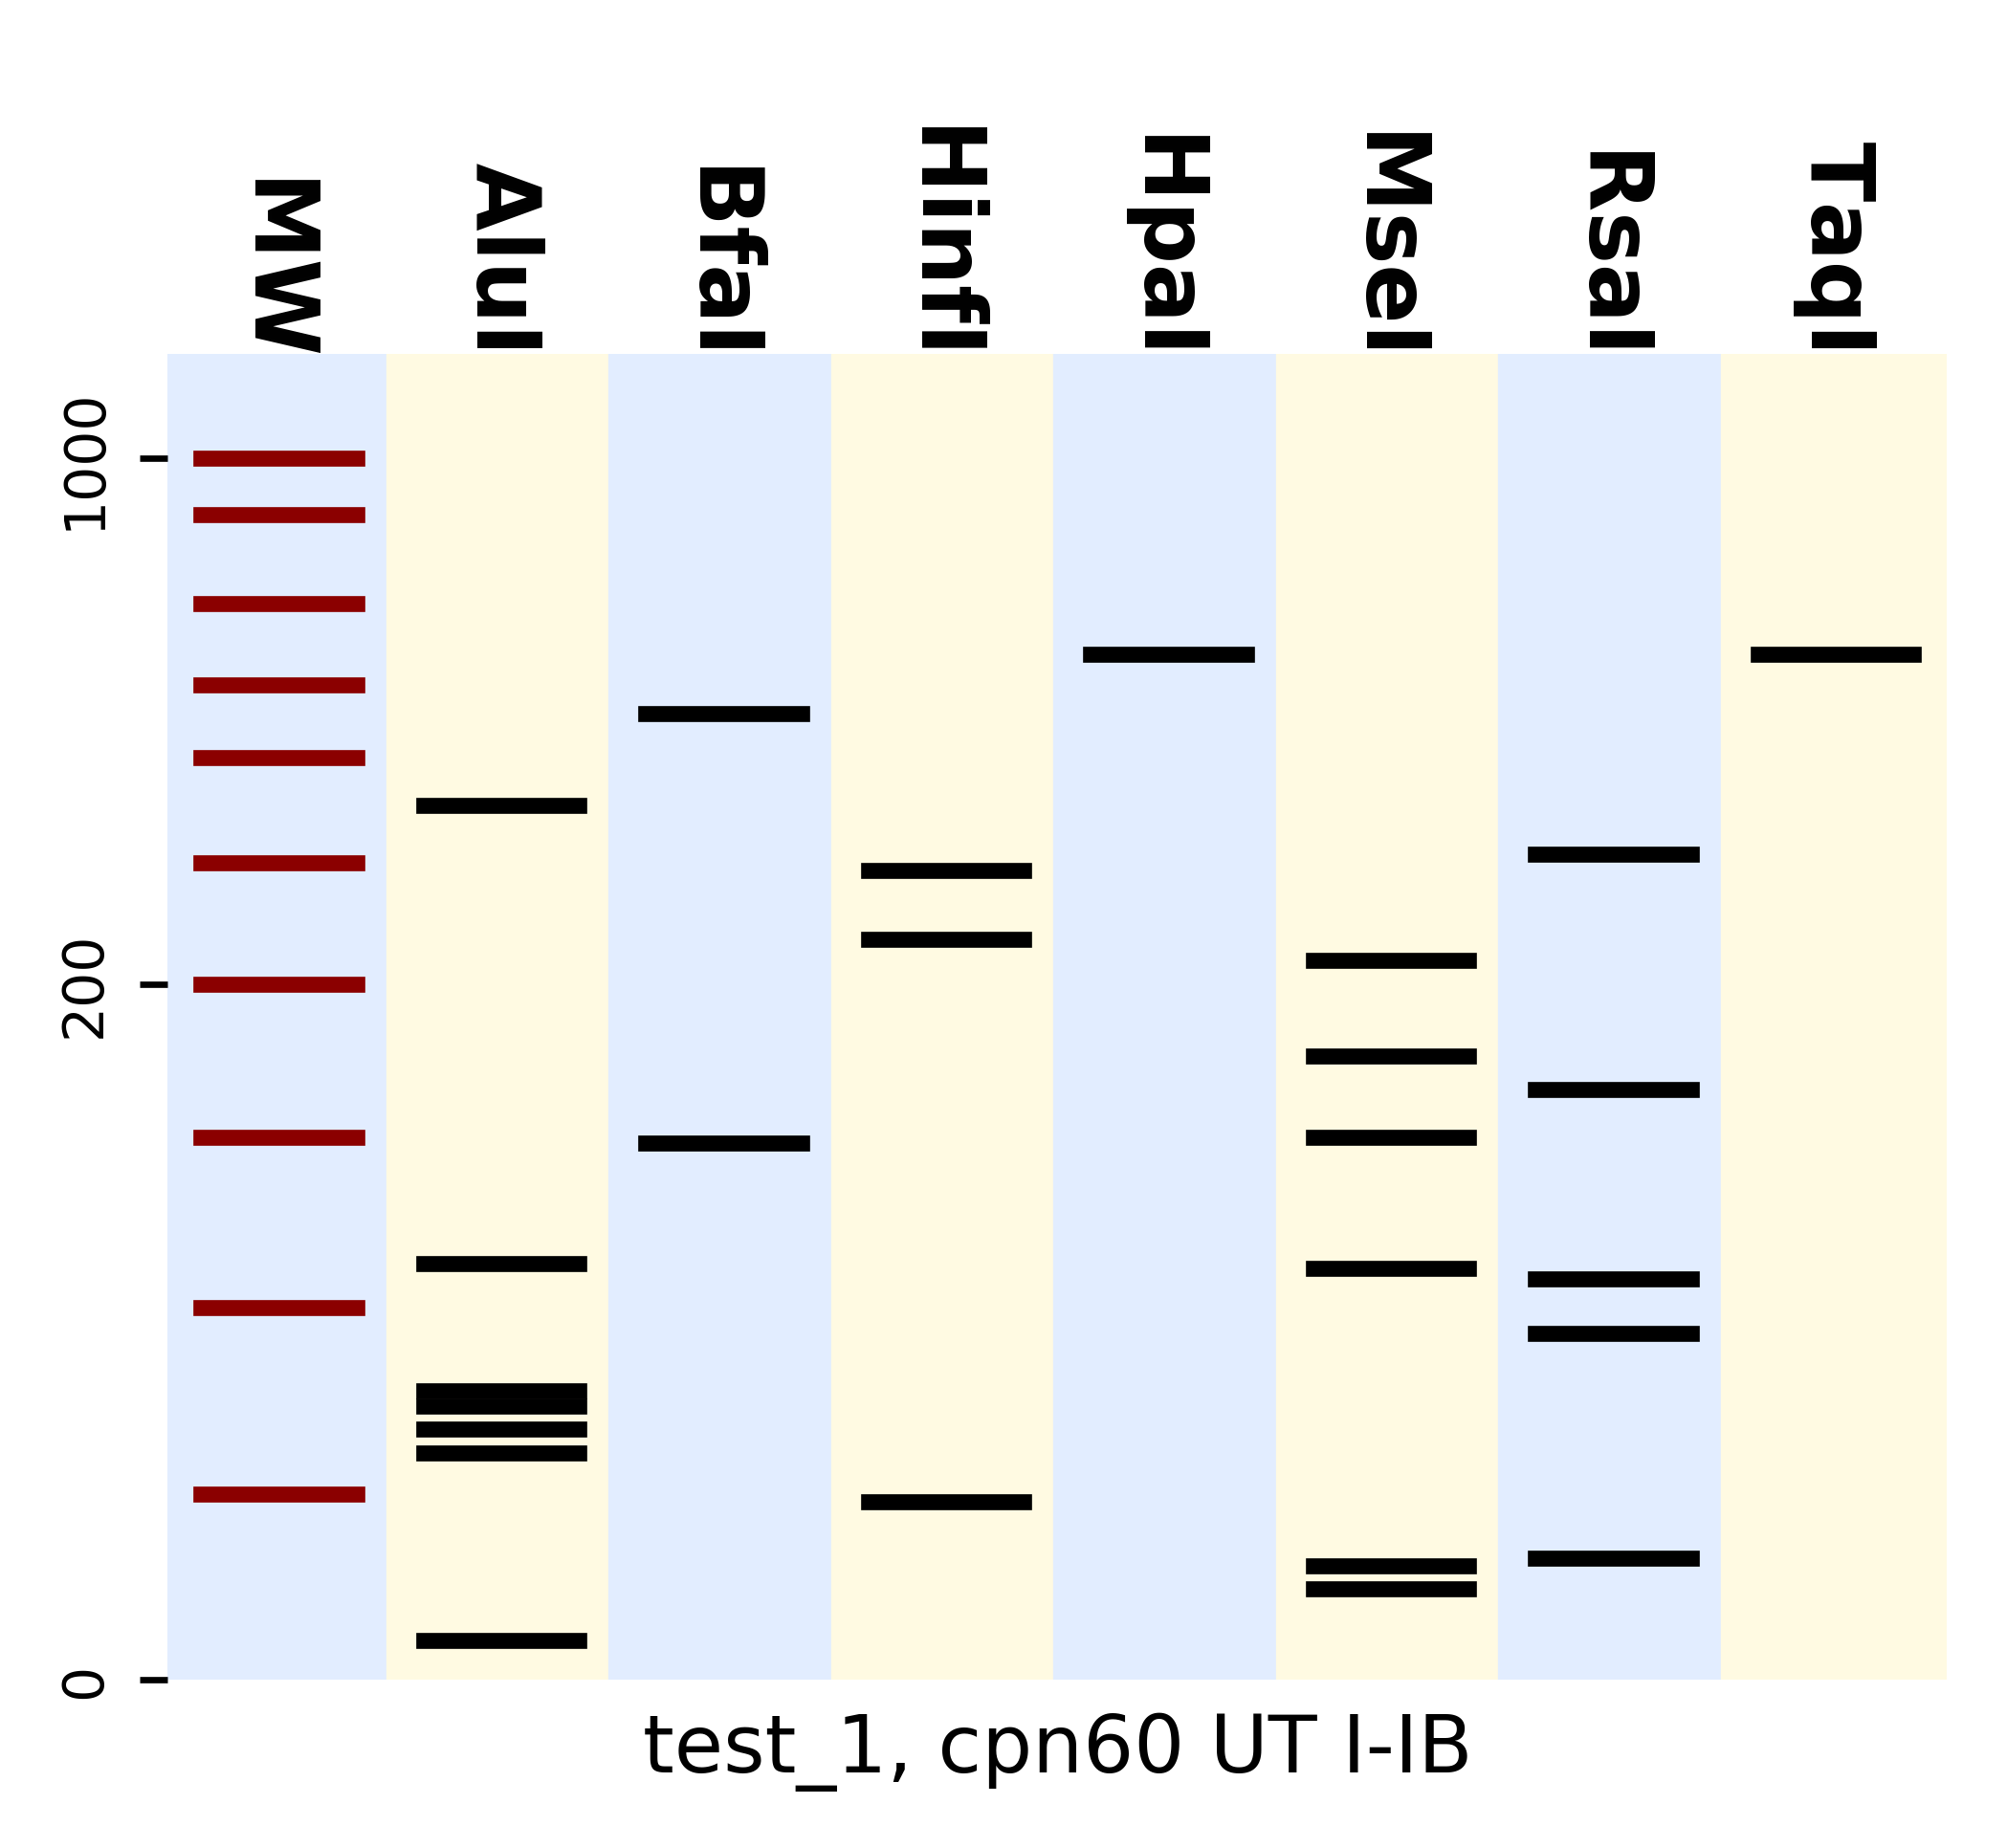 MW
AluI
BfaI
HinfI
HpaI
MseI
RsaI
TaqI
1000
200
0
test_1, cpn60 UT I-IB